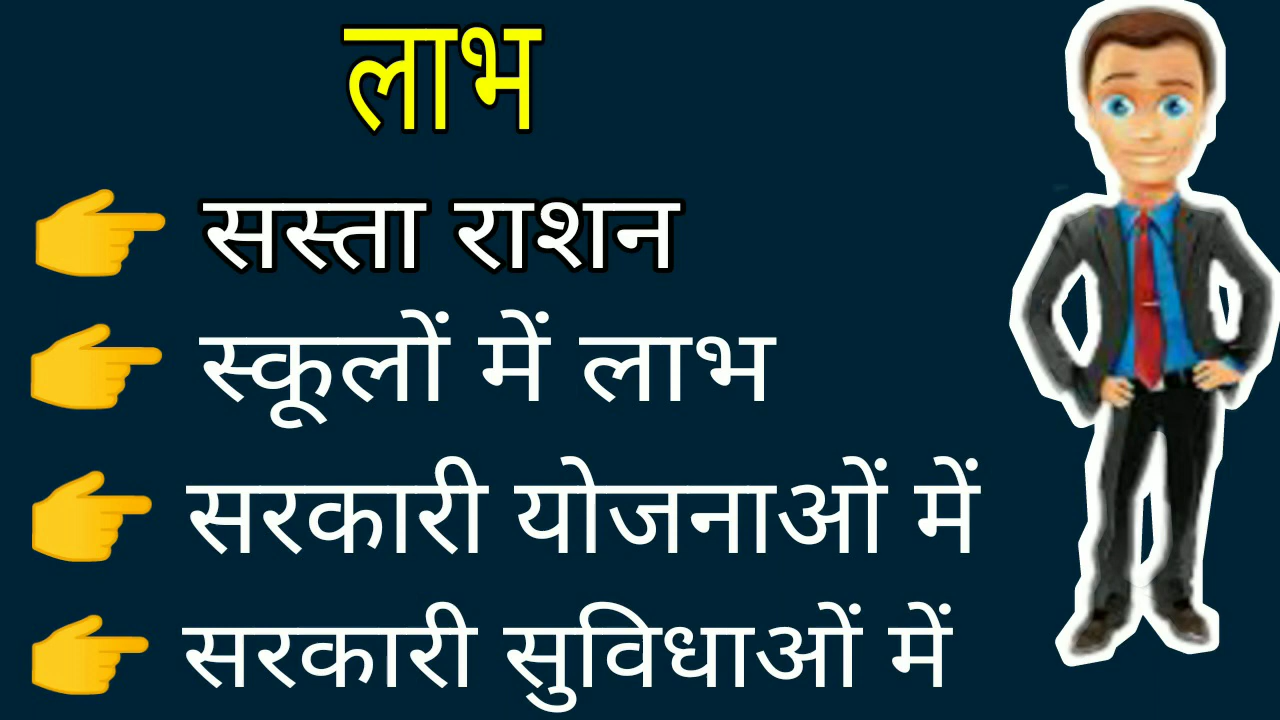 लाभ
सस्ता राशन
स्कूलों में लाभ
सरकारी योजनाओं में
सरकारी सुविधाओं में